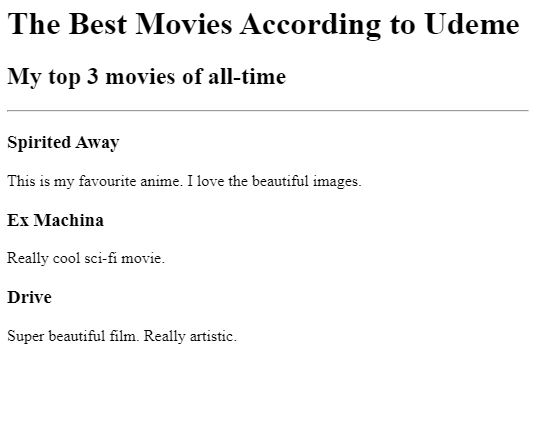 The Best Movies According to Udeme
My top 3 movies of all-time
Spirited Away
This is my favourite anime. I love the beautiful images.
Ex Machina
Really cool sci-fi movie.
Drive
Super beautiful film. Really artistic.